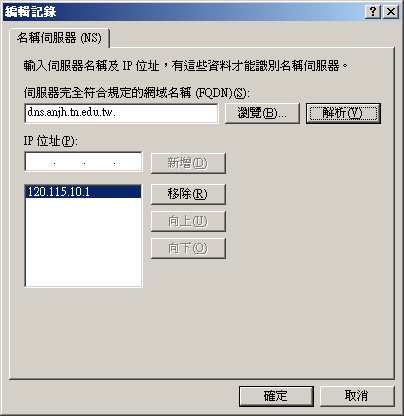 編輯記錄
名稱伺服器 (NS)
輸入伺服器名稱及 IP 位址，有這些資料才能識別名稱伺服器。
伺服器完全符合規定的網域名稱 (FQDN)(S):
dns.anjh.tn.edu.tw.
瀏覽(B)...
解析(V)
IP 位址(P):
. . .
新增(D)
120.115.10.1
移除(R)
向上(U)
向下(O)
確定
取消